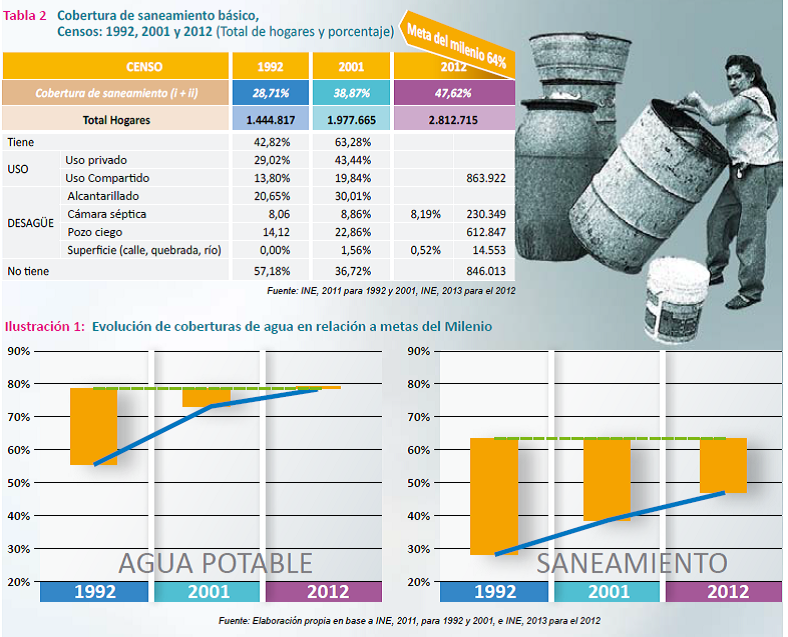 Tabla 2 Cobertura de saneamiento básico,
Censos: 1992, 2001 y 2012 (Total de hogares y porcentaje)
Meta del milenio 64%
CENSO 1992 2001 2012
Cobertura de saneamiento (i + ii) 28,71% 38,87% 47,62%
Total Hogares 1.444.817 1.977.665 2.812.715
Tiene 42,82% 63,28%
USO
Uso privado 29,02% 43,44%
Uso Compartido 13,80% 19,84% 863.922
DESAGÜE
Alcantarillado 20,65% 30,01%
Cámara séptica 8,06 8,86% 8,19% 230.349
Pozo ciego 14,12 22,86% 612.847
Superficie (calle, quebrada, río) 0,00% 1,56% 0,52% 14.553
No tiene 57,18% 36,72% 846.013
Fuente: INE, 2011 para 1992 y 2001, INE, 2013 para el 2012
Ilustración 1: Evolución de coberturas de agua en relación a metas del Milenio
90%
80%
70%
60%
50%
40%
30%
20%
AGUA POTABLE
1992 2001 2012
90%
80%
70%
60%
50%
40%
30%
20%
SANEAMIENTO
1992 2001 2012
Fuente: Elaboración propia en base a INE, 2011, para 1992 y 2001, e INE, 2013 para el 2012